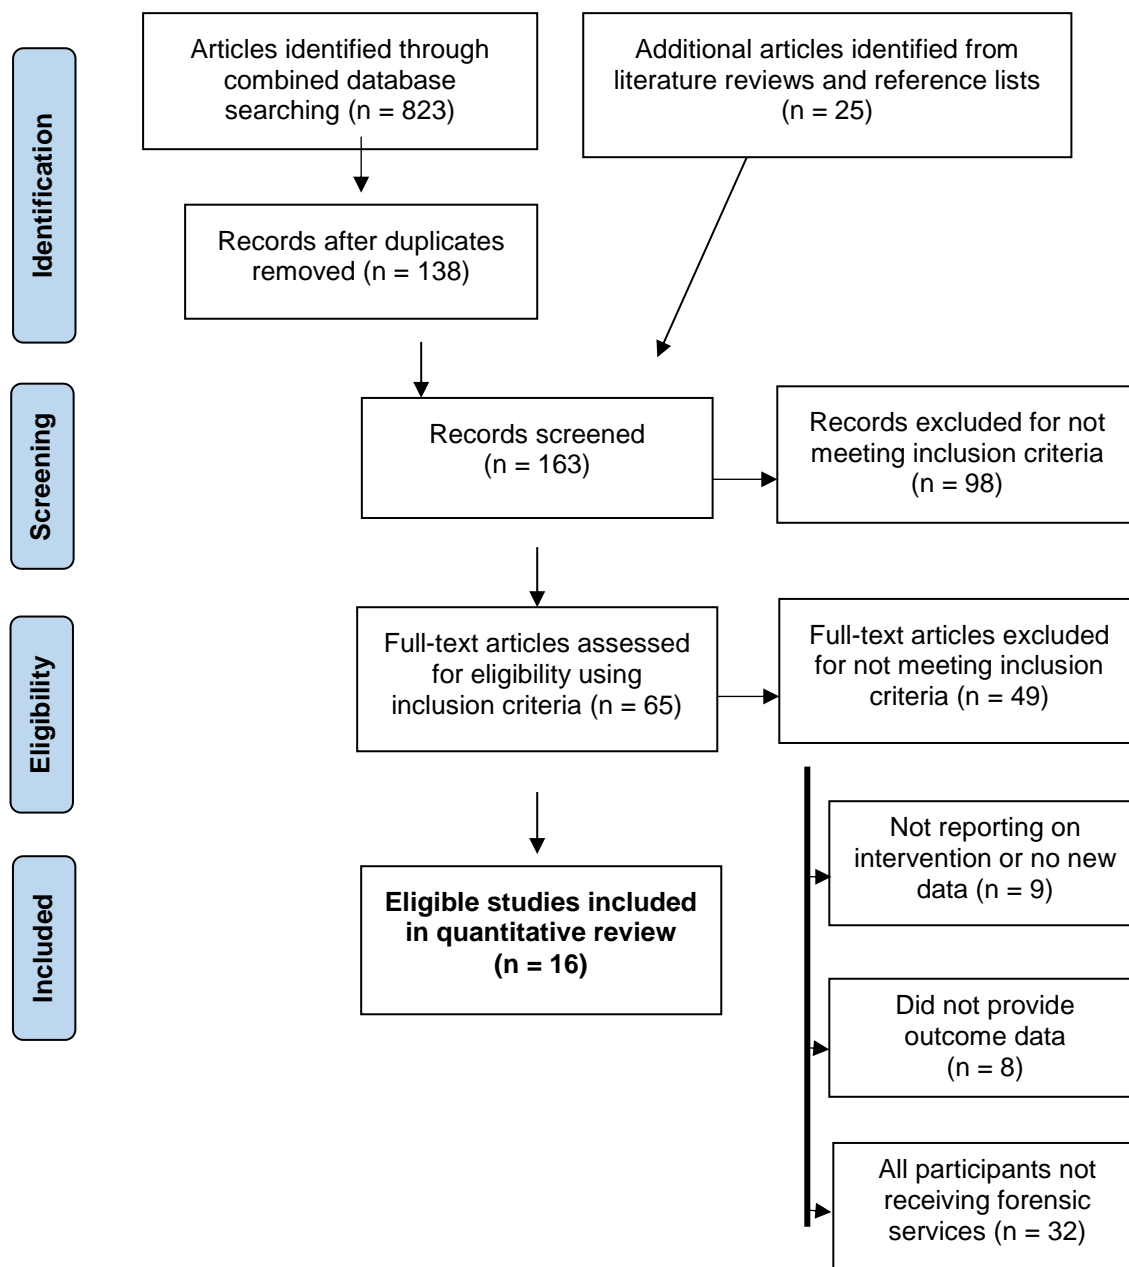 Identification
Articles identified through
combined database
searching (n = 823)
Additional articles identified from
literature reviews and reference lists
(n = 25)
Records after duplicates
removed (n = 138)
Screening
Records screened
(n = 163)
Records excluded for not
meeting inclusion criteria
(n = 98)
Eligibility
Full-text articles assessed
for eligibility using
inclusion criteria (n = 65)
Full-text articles excluded
for not meeting inclusion
criteria (n = 49)
Not reporting on
intervention or no new
data (n = 9)
Included
Eligible studies included
in quantitative review
(n = 16)
Did not provide
outcome data
(n = 8)
All participants not
receiving forensic
services (n = 32)